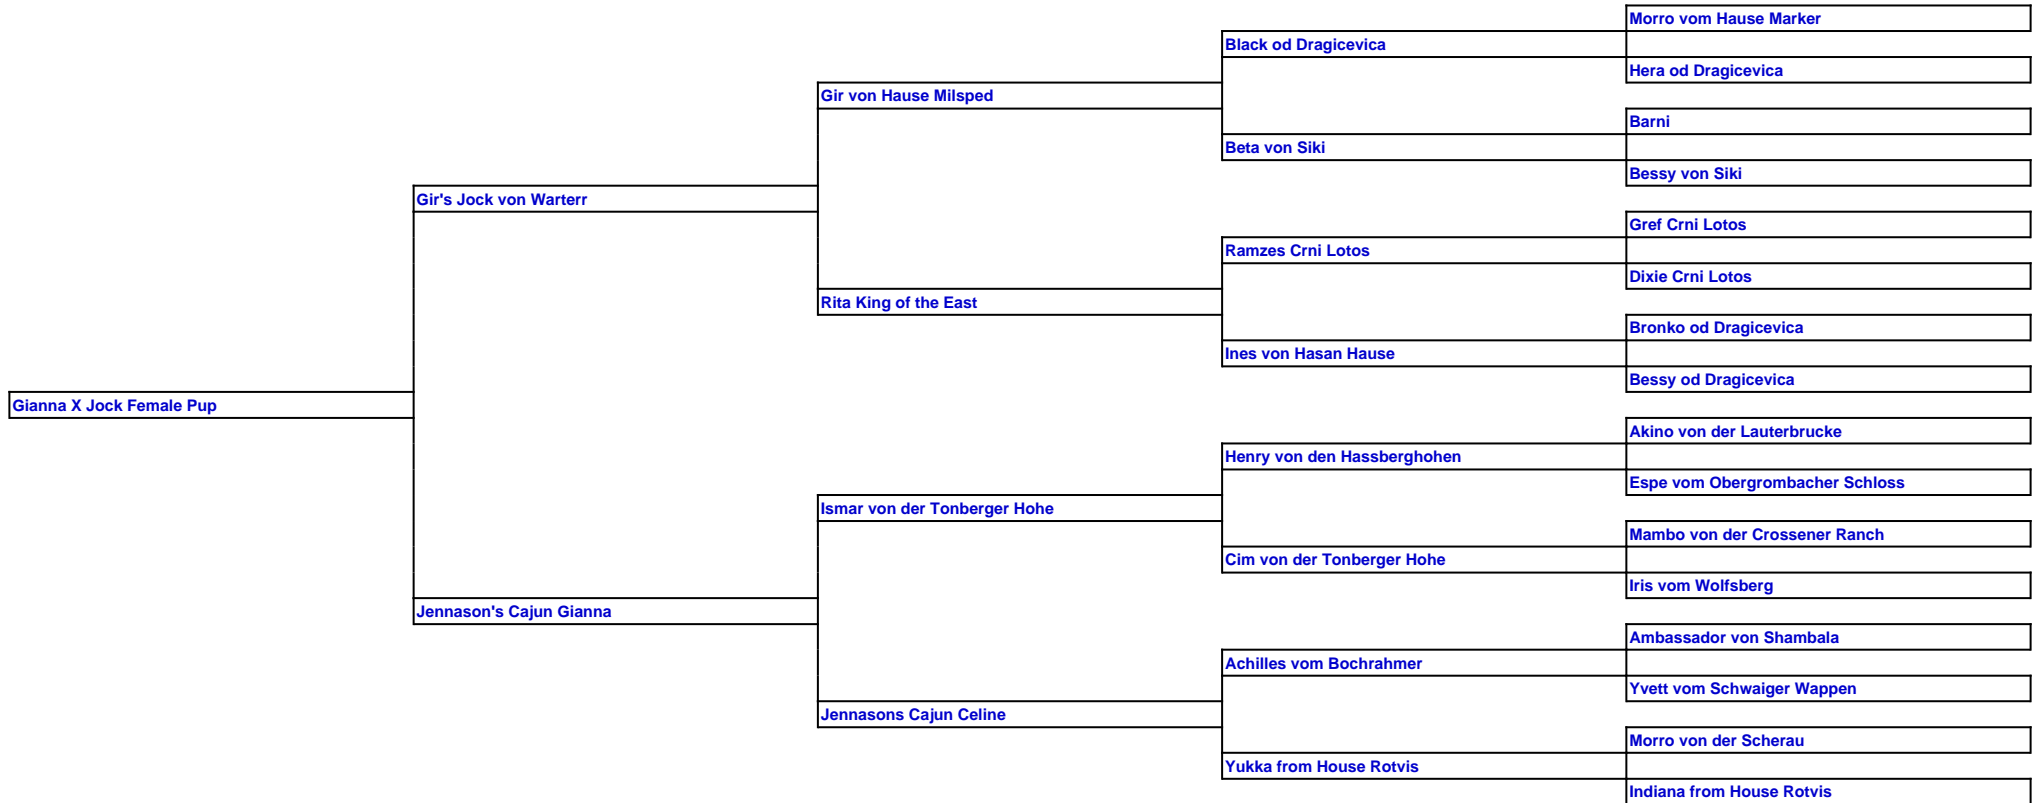 Morro vom Hause Marker
Black od Dragicevica
Hera od Dragicevica
Gir von Hause Milsped
Barni
Beta von Siki
Bessy von Siki
Gir's Jock von Warterr
Gref Crni Lotos
Ramzes Crni Lotos
Dixie Crni Lotos
Rita King of the East
Bronko od Dragicevica
Ines von Hasan Hause
Bessy od Dragicevica
Gianna X Jock Female Pup
Akino von der Lauterbrucke
Henry von den Hassberghohen
Espe vom Obergrombacher Schloss
Ismar von der Tonberger Hohe
Mambo von der Crossener Ranch
Cim von der Tonberger Hohe
Iris vom Wolfsberg
Jennason's Cajun Gianna
Ambassador von Shambala
Achilles vom Bochrahmer
Yvett vom Schwaiger Wappen
Jennasons Cajun Celine
Morro von der Scherau
Yukka from House Rotvis
Indiana from House Rotvis